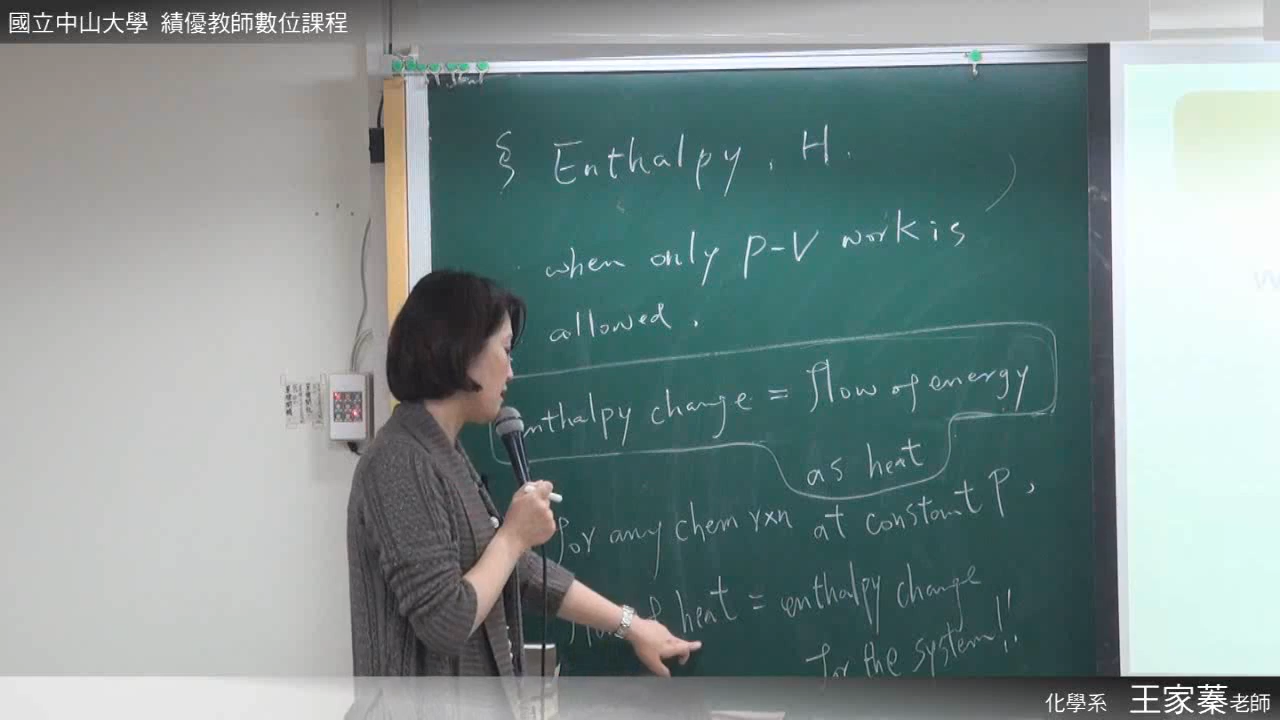 國立中山大學 績優教師數位課程
§ Enthalpy, H.
when only P-V work is
allowed.
enthalpy change = flow of energy
as heat
for any chem rxn at constant P,
flow of heat = enthalpy change
for the system!!
化學系 王家蓁老師